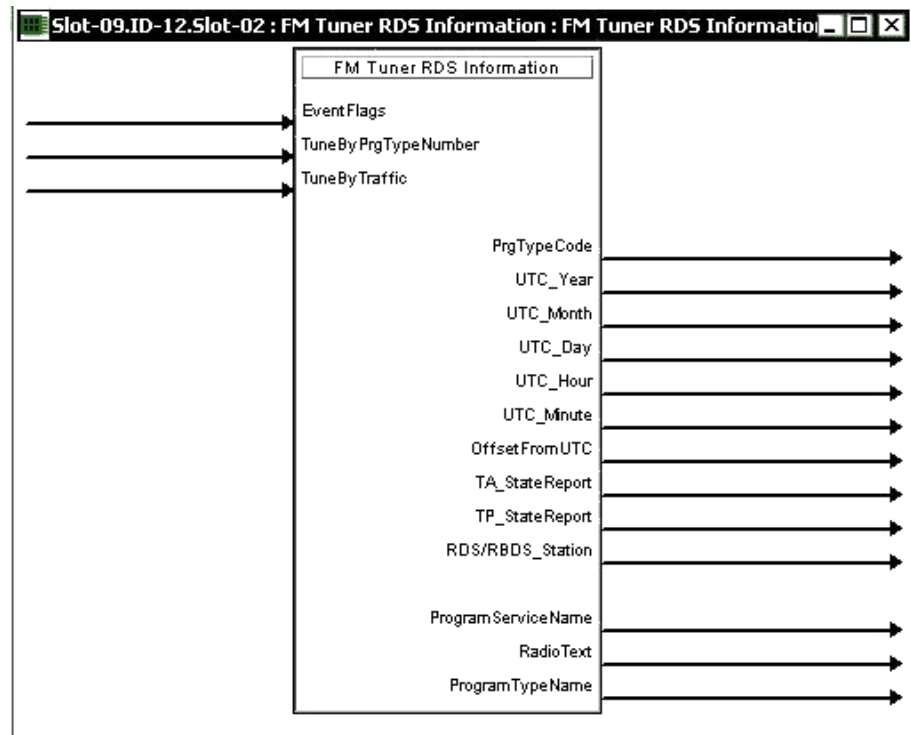 Slot-09.ID-12.Slot-02 : FM Tuner RDS Information : FM Tuner RDS Informatio
FM Tuner RDS Information
EventFlags
TuneByPrgTypeNumber
TuneByTraffic
PrgTypeCode
UTC_Year
UTC_Month
UTC_Day
UTC_Hour
UTC_Minute
OffsetFromUTC
TA_StateReport
TP_StateReport
RDS/RBDS_Station
ProgramServiceName
RadioText
ProgramTypeName